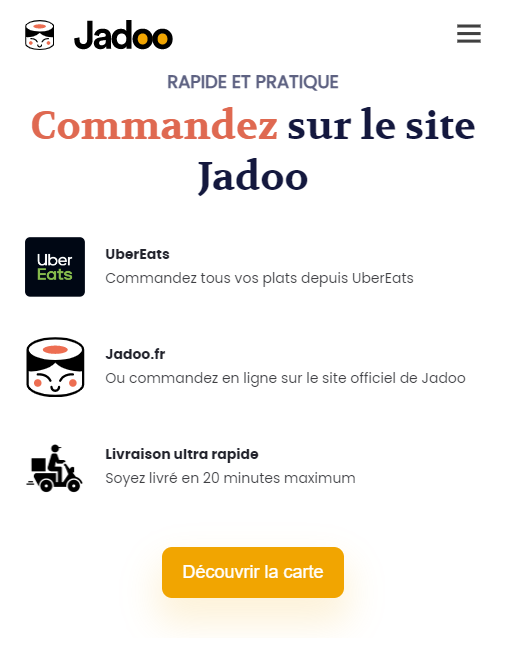 Jadoo
RAPIDE ET PRATIQUE
Commandez sur le site
Jadoo
Uber
Eats
UberEats
Commandez tous vos plats depuis UberEats
Jadoo.fr
Ou commandez en ligne sur le site officiel de Jadoo
Livraison ultra rapide
Soyez livré en 20 minutes maximum
Découvrir la carte